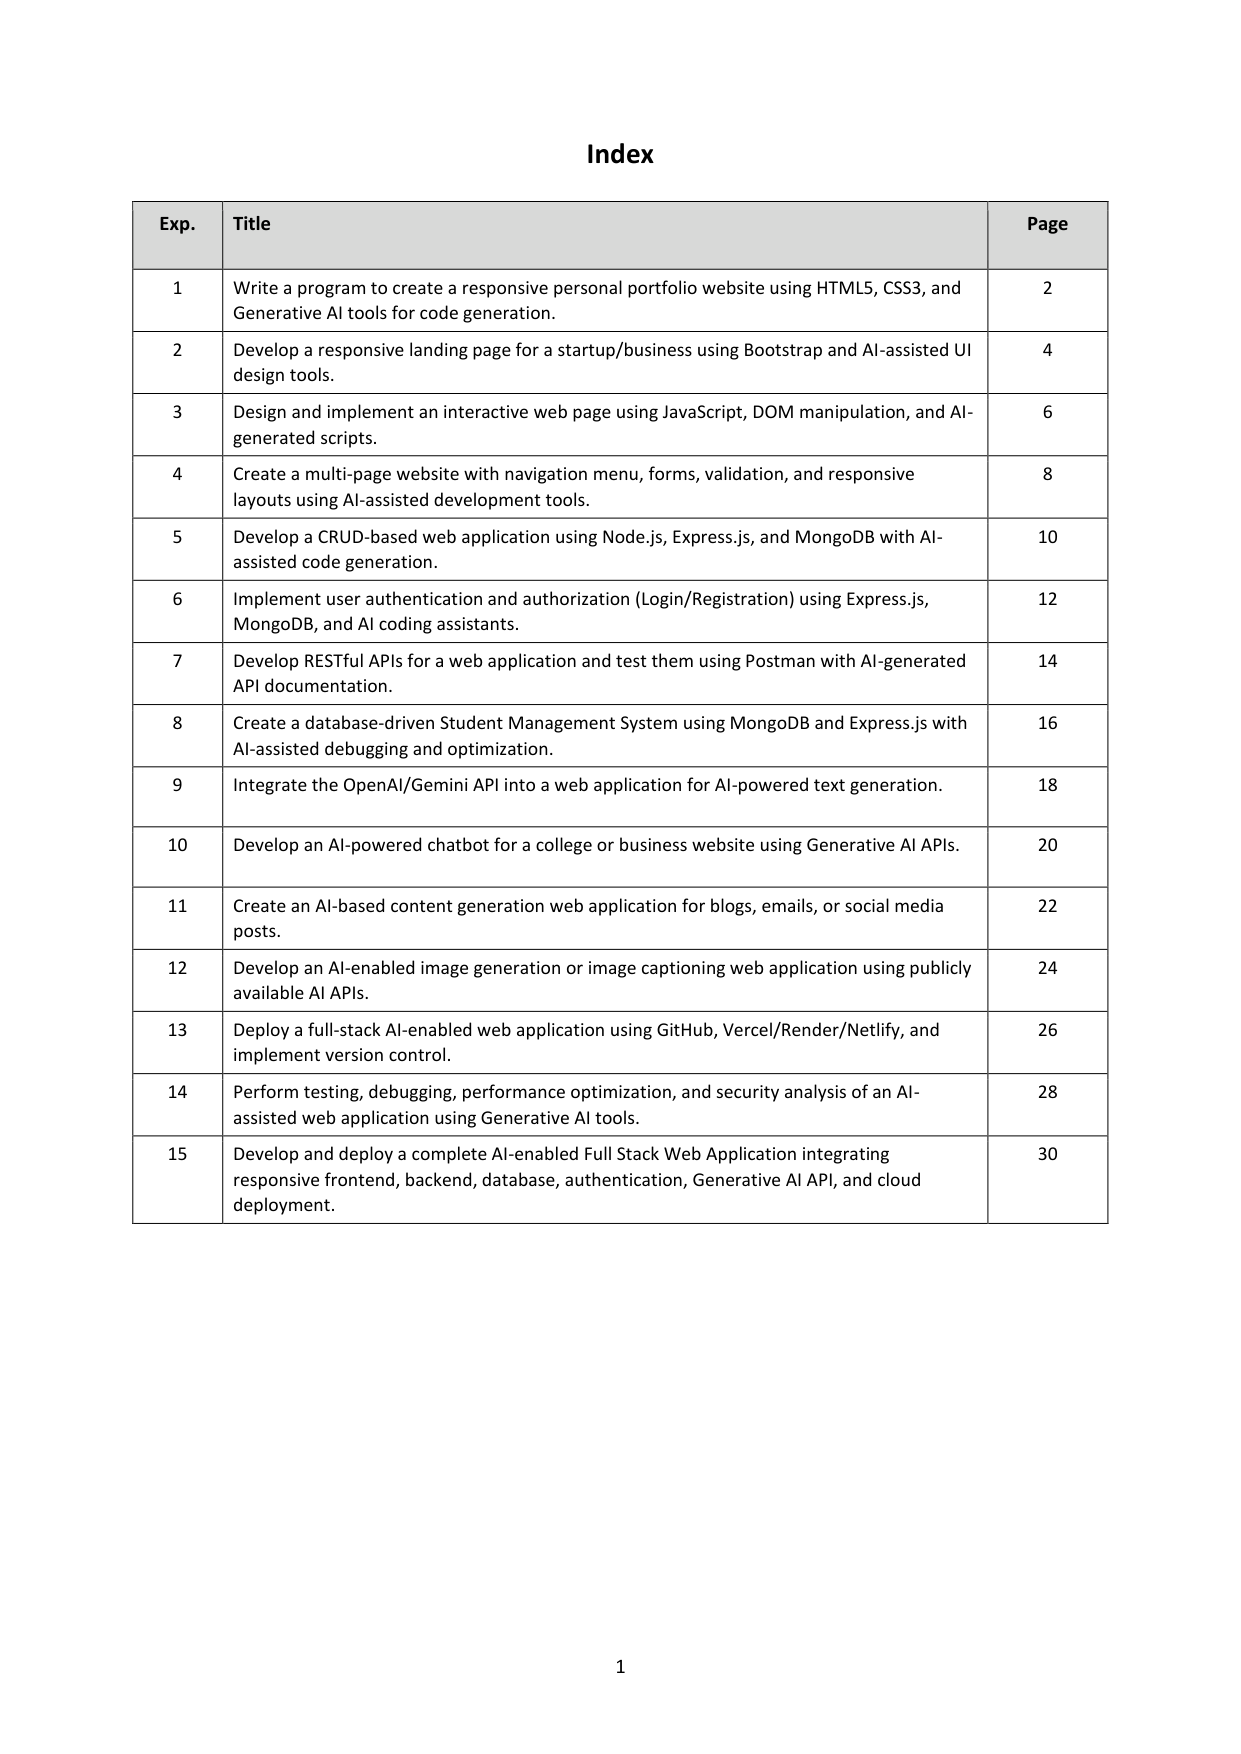 Index
Exp. Title Page
1 Write a program to create a responsive personal portfolio website using HTML5, CSS3, and 2
Generative AI tools for code generation.
2 Develop a responsive landing page for a startup/business using Bootstrap and AI-assisted UI 4
design tools.
3 Design and implement an interactive web page using JavaScript, DOM manipulation, and AI- 6
generated scripts.
4 Create a multi-page website with navigation menu, forms, validation, and responsive 8
layouts using AI-assisted development tools.
5 Develop a CRUD-based web application using Node.js, Express.js, and MongoDB with AI- 10
assisted code generation.
6 Implement user authentication and authorization (Login/Registration) using Express.js, 12
MongoDB, and AI coding assistants.
7 Develop RESTful APIs for a web application and test them using Postman with AI-generated 14
API documentation.
8 Create a database-driven Student Management System using MongoDB and Express.js with 16
AI-assisted debugging and optimization.
9 Integrate the OpenAI/Gemini API into a web application for AI-powered text generation. 18
10 Develop an AI-powered chatbot for a college or business website using Generative AI APIs. 20
11 Create an AI-based content generation web application for blogs, emails, or social media 22
posts.
12 Develop an AI-enabled image generation or image captioning web application using publicly 24
available AI APIs.
13 Deploy a full-stack AI-enabled web application using GitHub, Vercel/Render/Netlify, and 26
implement version control.
14 Perform testing, debugging, performance optimization, and security analysis of an AI- 28
assisted web application using Generative AI tools.
15 Develop and deploy a complete AI-enabled Full Stack Web Application integrating 30
responsive frontend, backend, database, authentication, Generative AI API, and cloud
deployment.
1